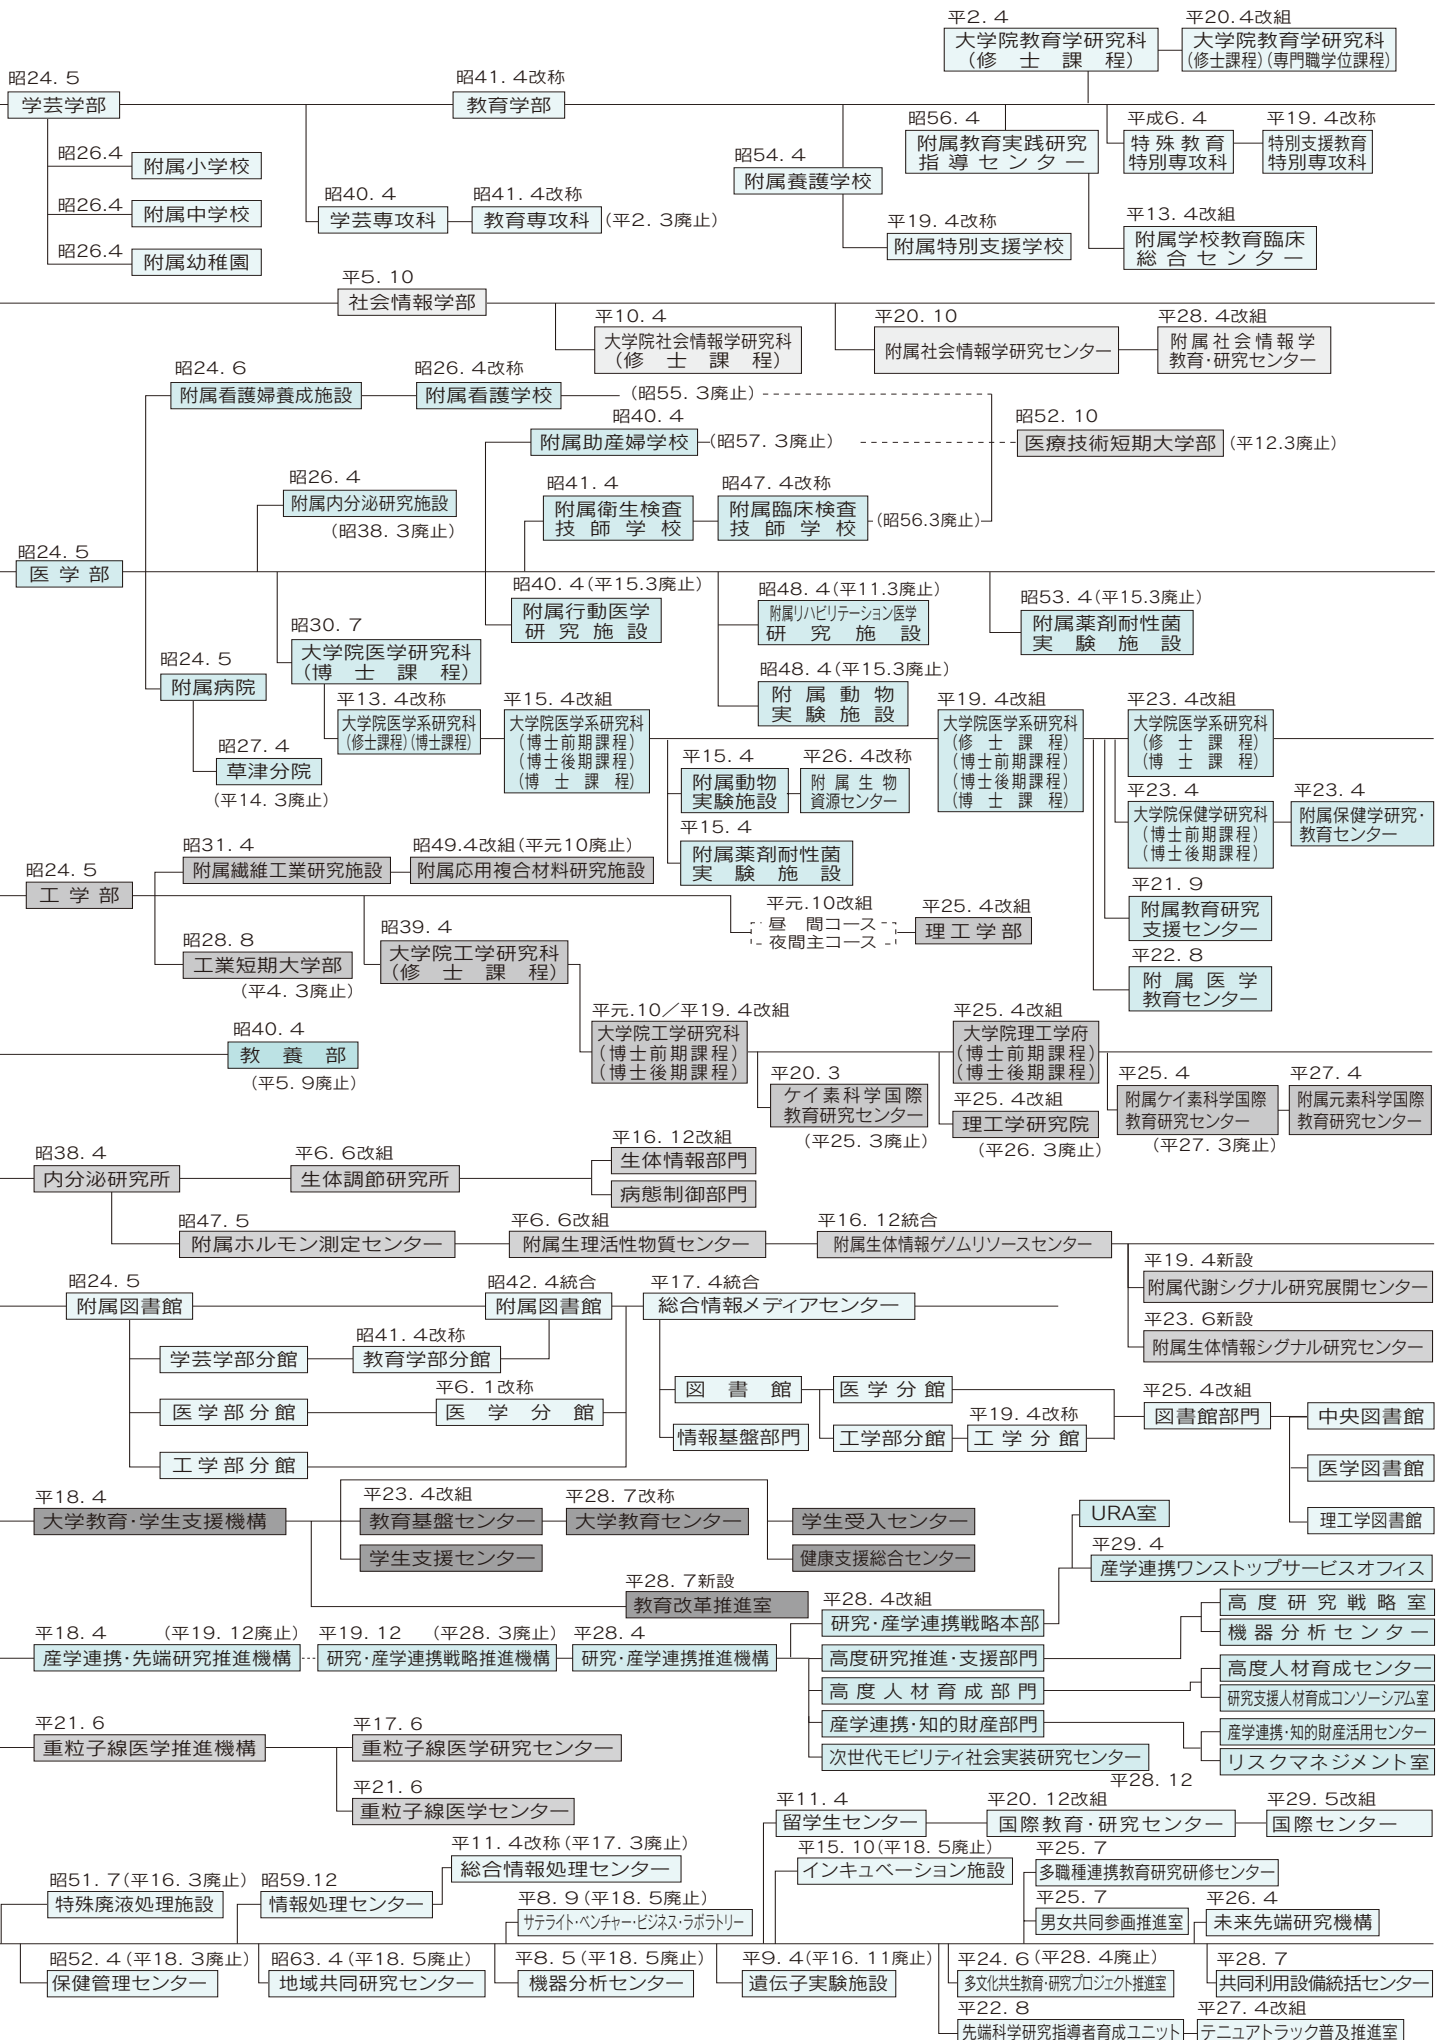 平2. 4
平20. 4改組
大学院教育学研究科
(修 士 課 程)
大学院教育学研究科
(修士課程)(専門職学位課程)
昭24. 5
昭41. 4改称
学芸学部
教育学部
昭56. 4
平成6. 4
平19. 4改称
附属教育実践研究
指 導 セ ン タ ー
特 殊 教 育
特別専攻科
特別支援教育
特別専攻科
昭26.4
附属小学校
昭54. 4
附属養護学校
昭26.4
附属中学校
昭40. 4
昭41. 4改称
学芸専攻科
教育専攻科
(平2. 3廃止)
平19. 4改称
附属特別支援学校
平13. 4改組
附属学校教育臨床
総 合 セ ン タ ー
昭26.4
附属幼稚園
平5. 10
社会情報学部
平10. 4
大学院社会情報学研究科
(修 士 課 程)
平20. 10
附属社会情報学研究センター
平28. 4改組
附 属 社 会 情 報 学
教育・研究センター
昭24. 6
昭26. 4改称
附属看護婦養成施設
附属看護学校
(昭55. 3廃止)
昭40. 4
附属助産婦学校
(昭57. 3廃止)
昭52. 10
医療技術短期大学部
(平12.3廃止)
昭26. 4
附属内分泌研究施設
(昭38. 3廃止)
昭41. 4
昭47. 4改称
附属衛生検査
技 師 学 校
附属臨床検査
技 師 学 校
(昭56.3廃止)
昭24. 5
医 学 部
昭40. 4(平15.3廃止)
附属行動医学
研 究 施 設
昭48. 4(平11.3廃止)
附属リハビリテーション医学
研 究 施 設
昭53. 4(平15.3廃止)
附属薬剤耐性菌
実 験 施 設
昭30. 7
大学院医学研究科
(博 士 課 程)
昭24. 5
附属病院
昭48. 4(平15.3廃止)
附 属 動 物
実 験 施 設
平13. 4改称
大学院医学系研究科
(修士課程)(博士課程)
平15. 4改組
大学院医学系研究科
(博士前期課程)
(博士後期課程)
(博 士 課 程)
平19. 4改組
大学院医学系研究科
(修 士 課 程)
(博士前期課程)
(博士後期課程)
(博 士 課 程)
平23. 4改組
大学院医学系研究科
(修 士 課 程)
(博 士 課 程)
昭27. 4
草津分院
(平14. 3廃止)
平15. 4
附属動物
実験施設
平26. 4改称
附 属 生 物
資源センター
平23. 4
大学院保健学研究科
(博士前期課程)
(博士後期課程)
平23. 4
附属保健学研究・
教育センター
平15. 4
附属薬剤耐性菌
実 験 施 設
昭31. 4
昭49.4改組(平元10廃止)
附属繊維工業研究施設
附属応用複合材料研究施設
昭24. 5
工 学 部
平21. 9
附属教育研究
支援センター
平元.10改組
昼 間コース
夜間主コース
平25. 4改組
理工学部
昭28. 8
工業短期大学部
(平4. 3廃止)
昭39. 4
大学院工学研究科
(修 士 課 程)
平22. 8
附 属 医 学
教育センター
昭40. 4
教 養 部
(平5. 9廃止)
平元.10／平19. 4改組
大学院工学研究科
(博士前期課程)
(博士後期課程)
平25. 4改組
大学院理工学府
(博士前期課程)
(博士後期課程)
平20. 3
ケイ素科学国際
教育研究センター
(平25. 3廃止)
平25. 4改組
理工学研究院
(平26. 3廃止)
平25. 4
附属ケイ素科学国際
教育研究センター
(平27. 3廃止)
平27. 4
附属元素科学国際
教育研究センター
昭38. 4
内分泌研究所
平6. 6改組
生体調節研究所
平16. 12改組
生体情報部門
病態制御部門
昭47. 5
附属ホルモン測定センター
平6. 6改組
附属生理活性物質センター
平16. 12統合
附属生体情報ゲノムリソースセンター
平19. 4新設
附属代謝シグナル研究展開センター
平23. 6新設
附属生体情報シグナル研究センター
昭24. 5
附属図書館
昭42. 4統合
附属図書館
平17. 4統合
総合情報メディアセンター
学芸学部分館
昭41. 4改称
教育学部分館
医学部分館
平6. 1改称
医 学 分 館
工学部分館
図 書 館
医 学 分 館
情報基盤部門
工学部分館
平19. 4改称
工 学 分 館
平25. 4改組
図書館部門
中央図書館
医学図書館
理工学図書館
平18. 4
大学教育・学生支援機構
平23. 4改組
教育基盤センター
平28. 7改称
大学教育センター
学生受入センター
学生支援センター
健康支援総合センター
平28. 7新設
教育改革推進室
URA室
平29. 4
産学連携ワンストップサービスオフィス
平28. 4改組
研究・産学連携戦略本部
高 度 研 究 戦 略 室
機 器 分 析 セ ン タ ー
平18. 4
(平19. 12廃止)
産学連携・先端研究推進機構
平19. 12
(平28. 3廃止)
研究・産学連携戦略推進機構
平28. 4
研究・産学連携推進機構
高度研究推進・支援部門
高 度 人 材 育 成 部 門
高度人材育成センター
研究支援人材育成コンソーシアム室
産学連携・知的財産部門
産学連携・知的財産活用センター
リスクマネジメント室
次世代モビリティ社会実装研究センター
平28. 12
平21. 6
重粒子線医学推進機構
平17. 6
重粒子線医学研究センター
平21. 6
重粒子線医学センター
平11. 4
留学生センター
平20. 12改組
国際教育・研究センター
平29. 5改組
国際センター
平15. 10(平18. 5廃止)
インキュベーション施設
平25. 7
多職種連携教育研究研修センター
平11. 4改称(平17. 3廃止)
総合情報処理センター
昭51. 7(平16. 3廃止)
特殊廃液処理施設
昭59.12
情報処理センター
平8. 9(平18. 5廃止)
サテライト・ベンチャー・ビジネス・ラボラトリー
平25. 7
男女共同参画推進室
平26. 4
未来先端研究機構
昭52. 4(平18. 3廃止)
保健管理センター
昭63. 4(平18. 5廃止)
地域共同研究センター
平8. 5(平18. 5廃止)
機器分析センター
平9. 4(平16. 11廃止)
遺伝子実験施設
平24. 6(平28. 4廃止)
多文化共生教育・研究プロジェクト推進室
平28. 7
共同利用設備統括センター
平22. 8
先端科学研究指導者育成ユニット
平27. 4改組
テニュアトラック普及推進室